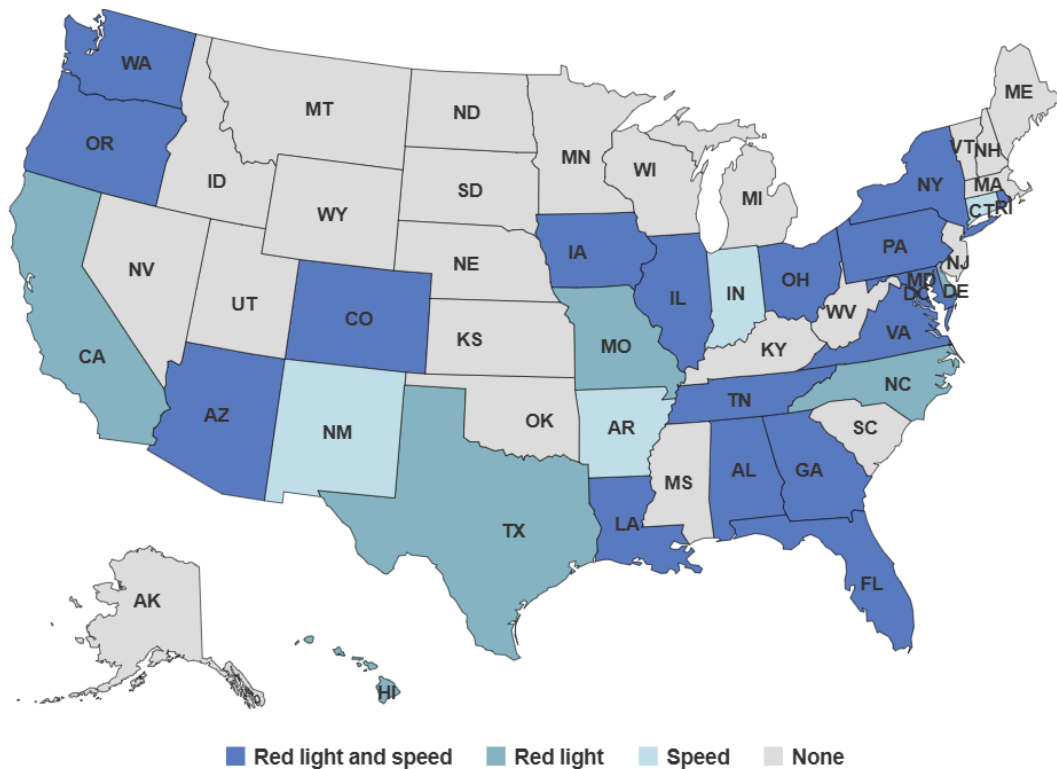 WA
MT
ND
ME
OR
MN
VT
NH
ID
SD
WI
NY
MA
WY
MI
CT
RI
IA
PA
NE
NV
NJ
UT
IL
IN
OH
MD
DC
DE
CO
WV
KS
VA
CA
MO
KY
NC
TN
AZ
OK
NM
AR
SC
AL
GA
MS
TX
LA
FL
AK
HI
Red light and speed
Red light
Speed
None